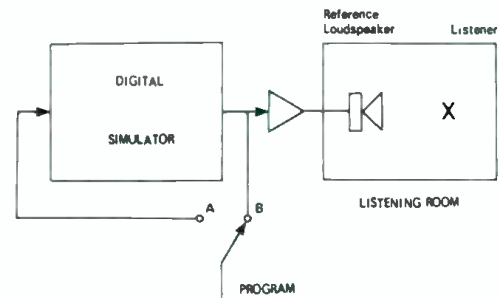 Reference
Loudspeaker
Listener
DIGITAL
SIMULATOR
X
A
B
LISTENING ROOM
PROGRAM